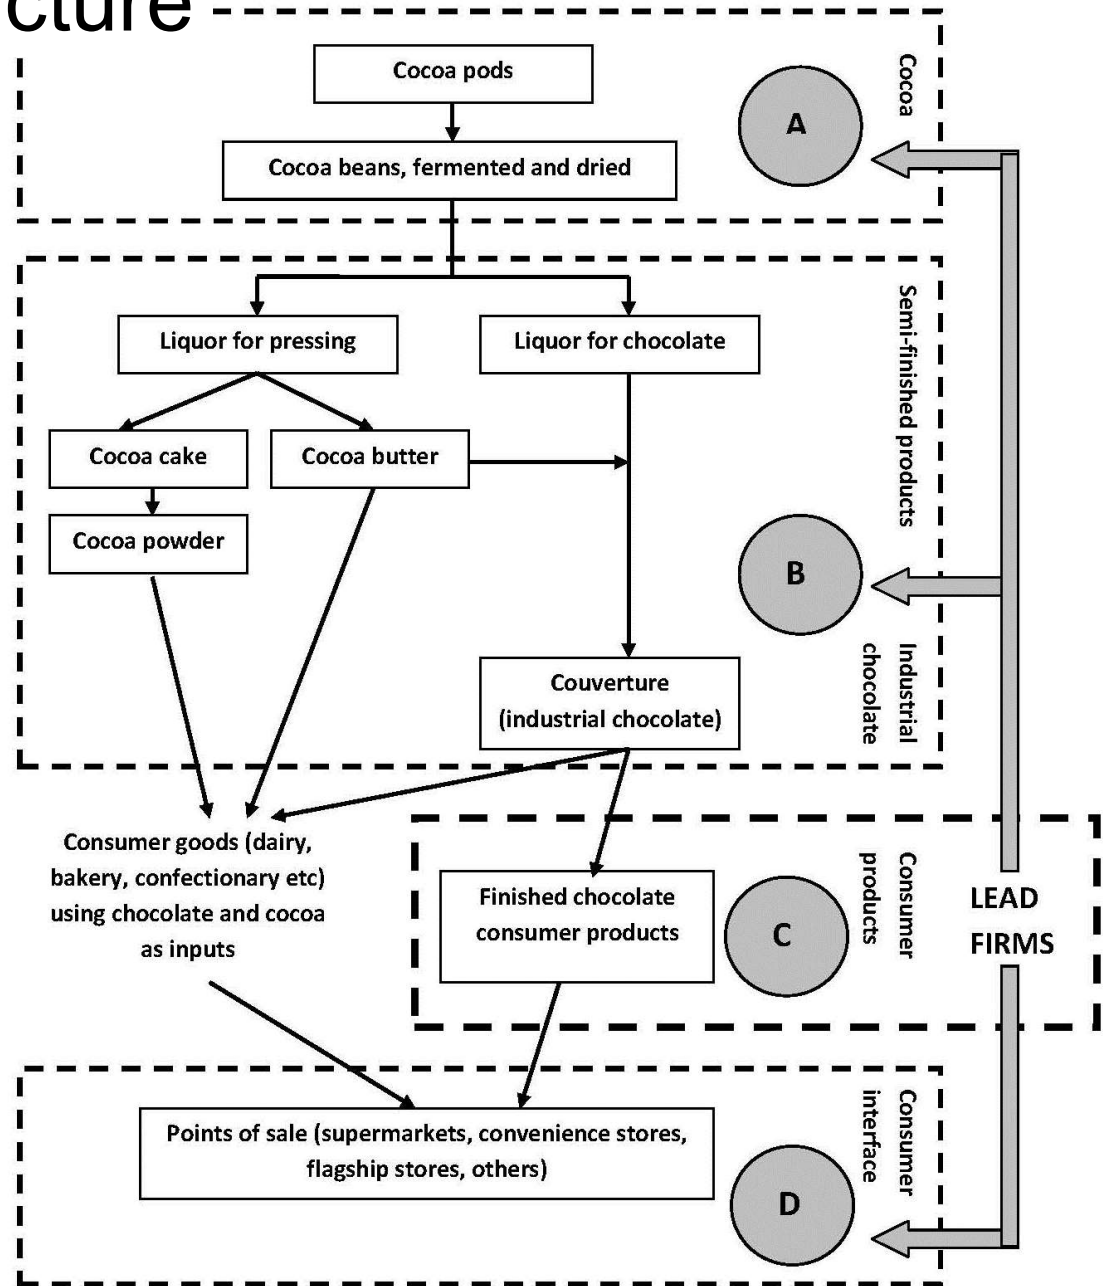 cture
Cocoa pods
Cocoa
A
Cocoa beans, fermented and dried
Semi-finished products
Liquor for pressing
Liquor for chocolate
Cocoa cake
Cocoa butter
Cocoa powder
B
Industrial
chocolate
Couverture
(industrial chocolate)
Consumer goods (dairy,
bakery, confectionary etc)
using chocolate and cocoa
as inputs
Finished chocolate
consumer products
C
Consumer
products
LEAD
FIRMS
Points of sale (supermarkets, convenience stores,
flagship stores, others)
D
Consumer
interface